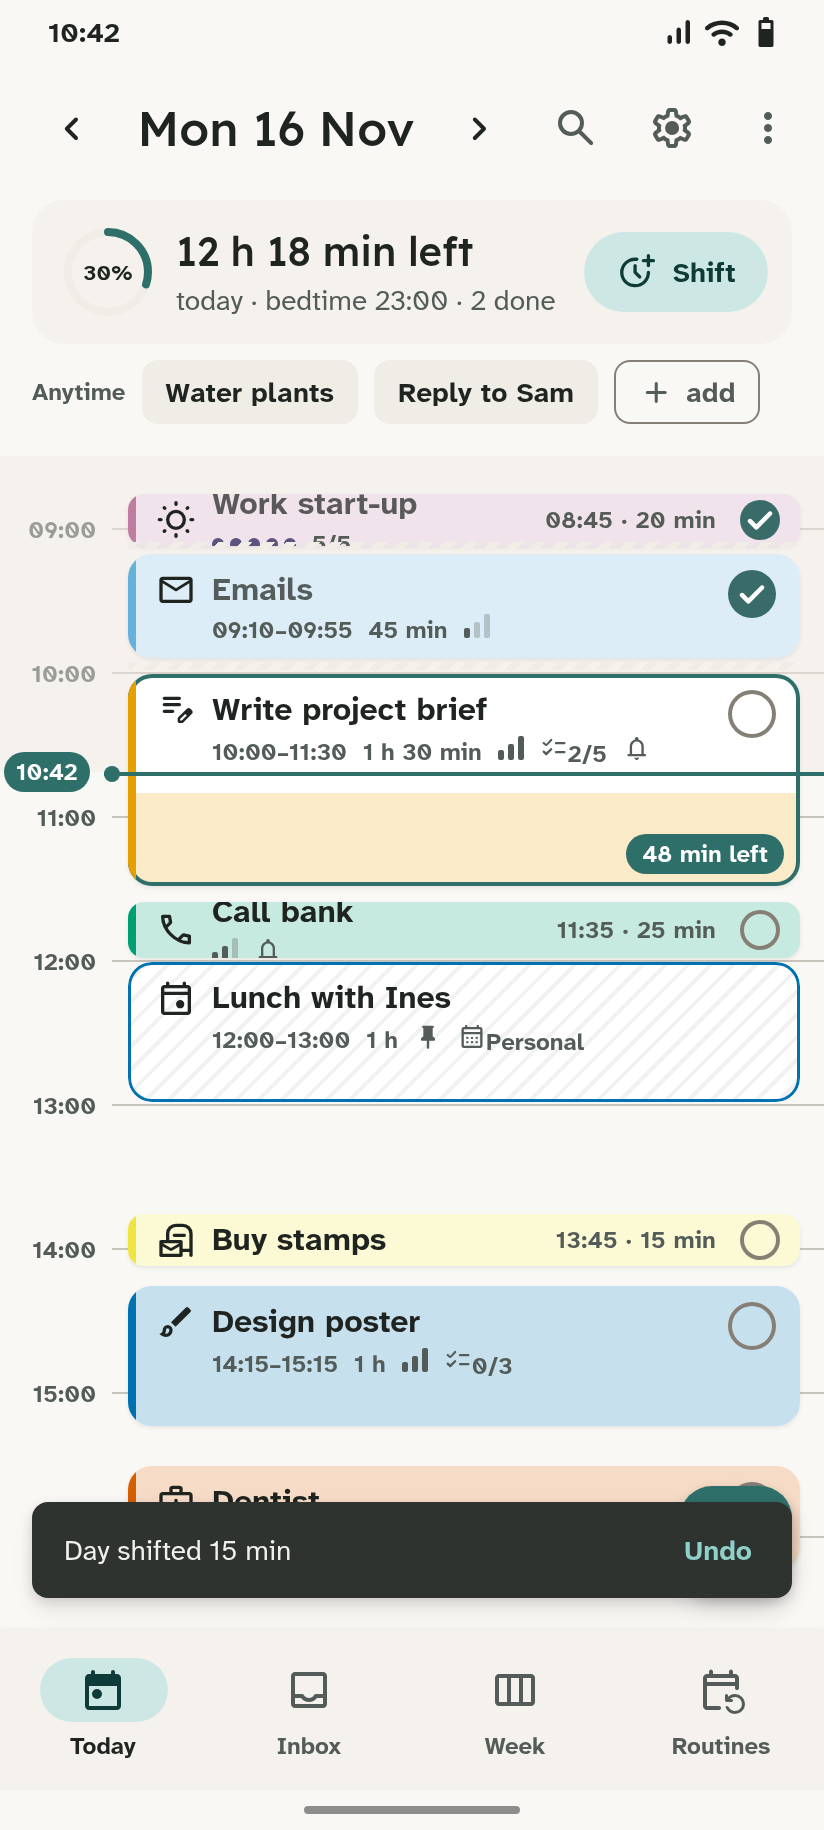 10:42
Mon 16 Nov
30%
12 h 18 min left
today · bedtime 23:00 · 2 done
Shift
Anytime
Water plants
Reply to Sam
add
09:00
Work start-up
5/5
08:45 · 20 min
Emails
09:10–09:55 45 min
10:00
Write project brief
10:00–11:30 1 h 30 min 2/5
10:42
11:00
48 min left
Call bank
11:35 · 25 min
12:00
Lunch with Ines
12:00–13:00 1 h Personal
13:00
Buy stamps
13:45 · 15 min
14:00
Design poster
14:15–15:15 1 h 0/3
15:00
Dentist
Day shifted 15 min
Undo
Today
Inbox
Week
Routines